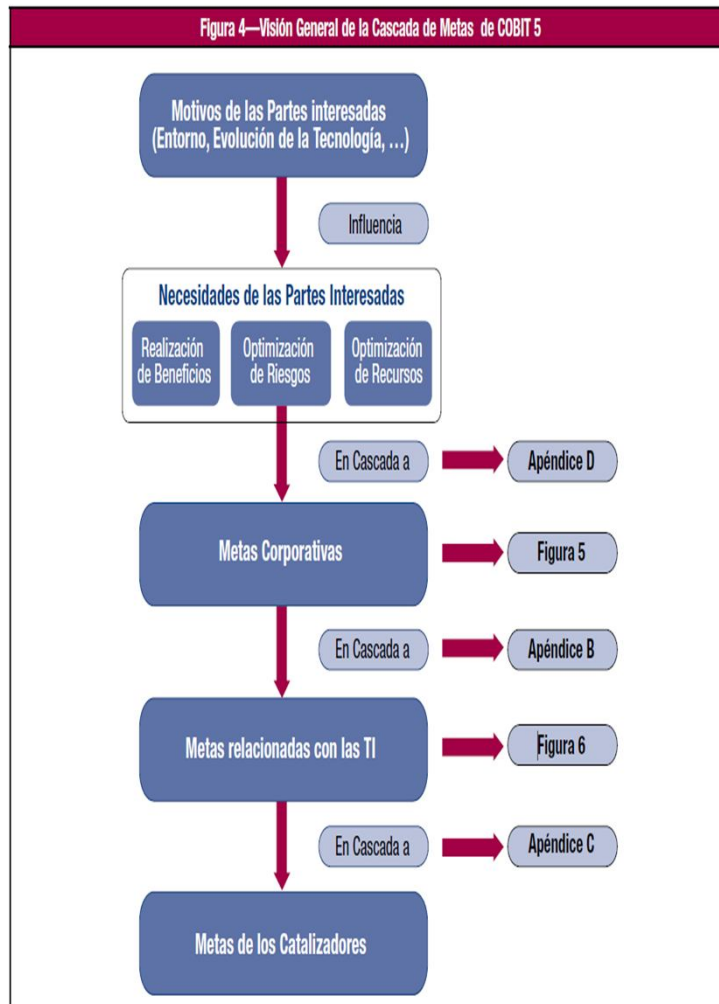 Figura 4—Visión General de la Cascada de Metas de COBIT 5
Motivos de las Partes interesadas
(Entorno, Evolución de la Tecnología, …)
Influencia
Necesidades de las Partes Interesadas
Realización
de Beneficios
Optimización
de Riesgos
Optimización
de Recursos
En Cascada a
Apéndice D
Metas Corporativas
Figura 5
En Cascada a
Apéndice B
Metas relacionadas con las TI
Figura 6
En Cascada a
Apéndice C
Metas de los Catalizadores